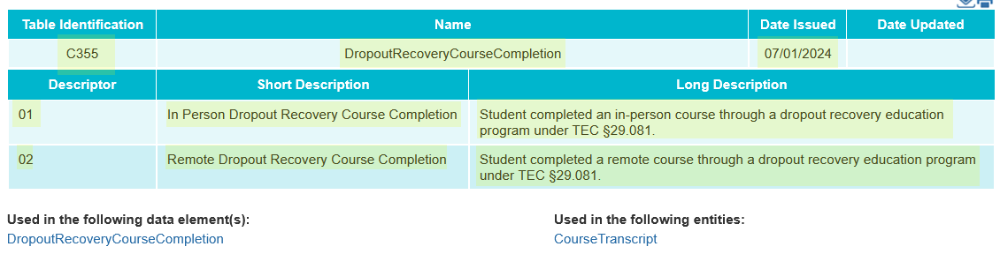 Table Identification Name Date Issued Date Updated
C355 DropoutRecoveryCourseCompletion 07/01/2024
Descriptor Short Description Long Description
01 In Person Dropout Recovery Course Completion Student completed an in-person course through a dropout recovery education
program under TEC §29.081.
02 Remote Dropout Recovery Course Completion Student completed a remote course through a dropout recovery education program
under TEC §29.081.
Used in the following data element(s): Used in the following entities:
DropoutRecoveryCourseCompletion CourseTranscript